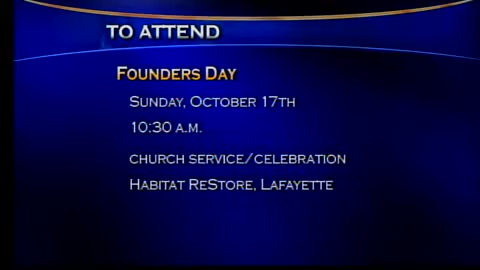 TO ATTEND
FOUNDERS DAY
SUNDAY, OCTOBER 17TH
10:30 A.M.
CHURCH SERVICE/CELEBRATION
HABITAT RESTORE, LAFAYETTE